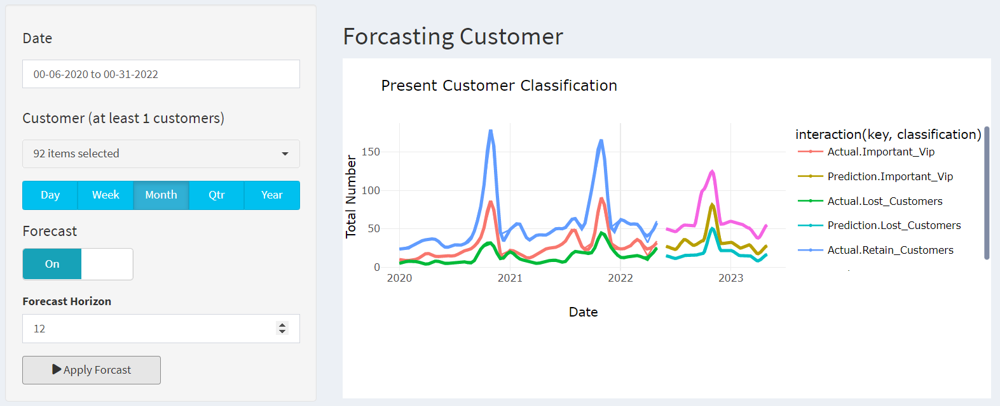 Date
00-06-2020 to 00-31-2022
Customer (at least 1 customers)
92 items selected
Day Week Month Qtr Year
Forecast
On
Forecast Horizon
12
Apply Forcast
Forcasting Customer
Present Customer Classification
Total Number
150
100
50
0
2020 2021 2022 2023
Date
interaction(key, classification)
Actual.Important_Vip
Prediction.Important_Vip
Actual.Lost_Customers
Prediction.Lost_Customers
Actual.Retain_Customers